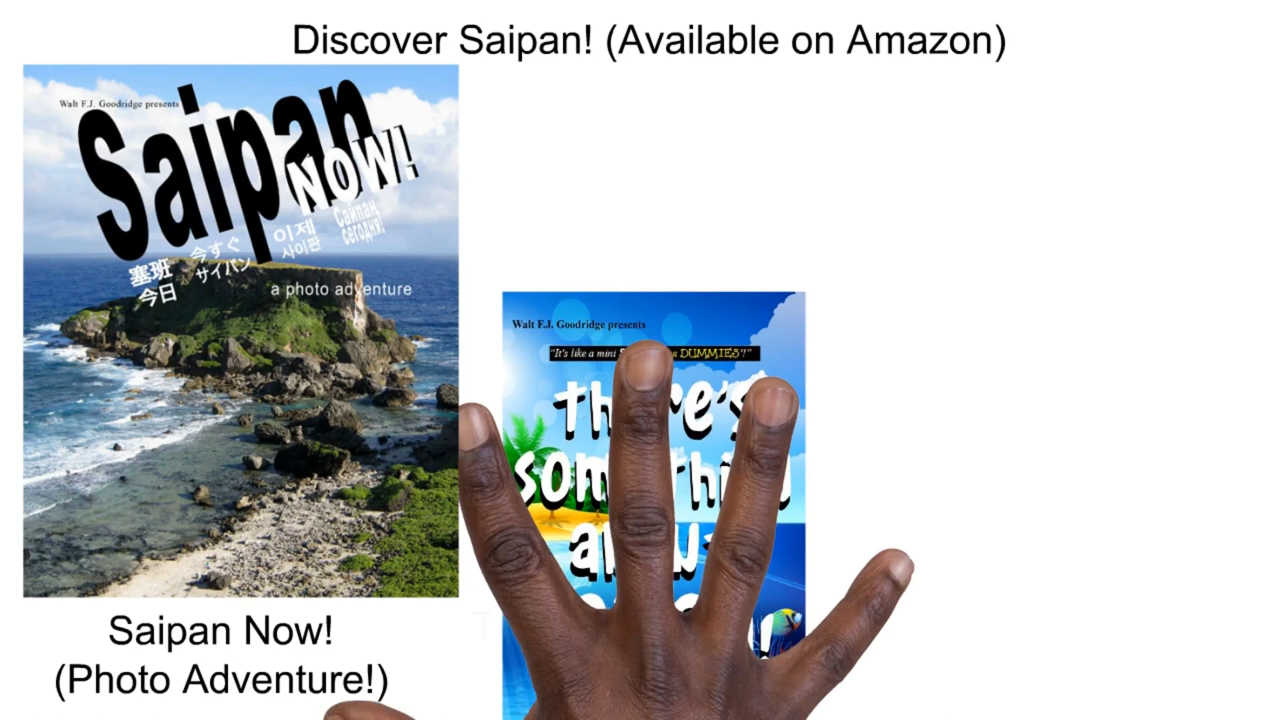 Discover Saipan! (Available on Amazon)
Walt F.J. Goodridge presents
Saipan
NOW!
塞班
今日
今すぐ
サイパン
이제
사이판
Сайпан
сегодня!
a photo adventure
Saipan Now!
(Photo Adventure!)
Walt F.J. Goodridge presents
"It's like a mini DUMMIES'!"